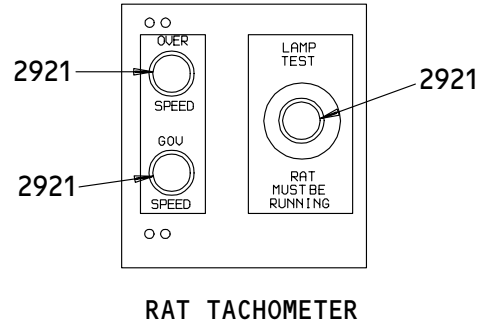 OVER
LAMP
TEST
2921
2921
SPEED
GOV
2921
SPEED
RAT
MUST BE
RUNNING
RAT TACHOMETER